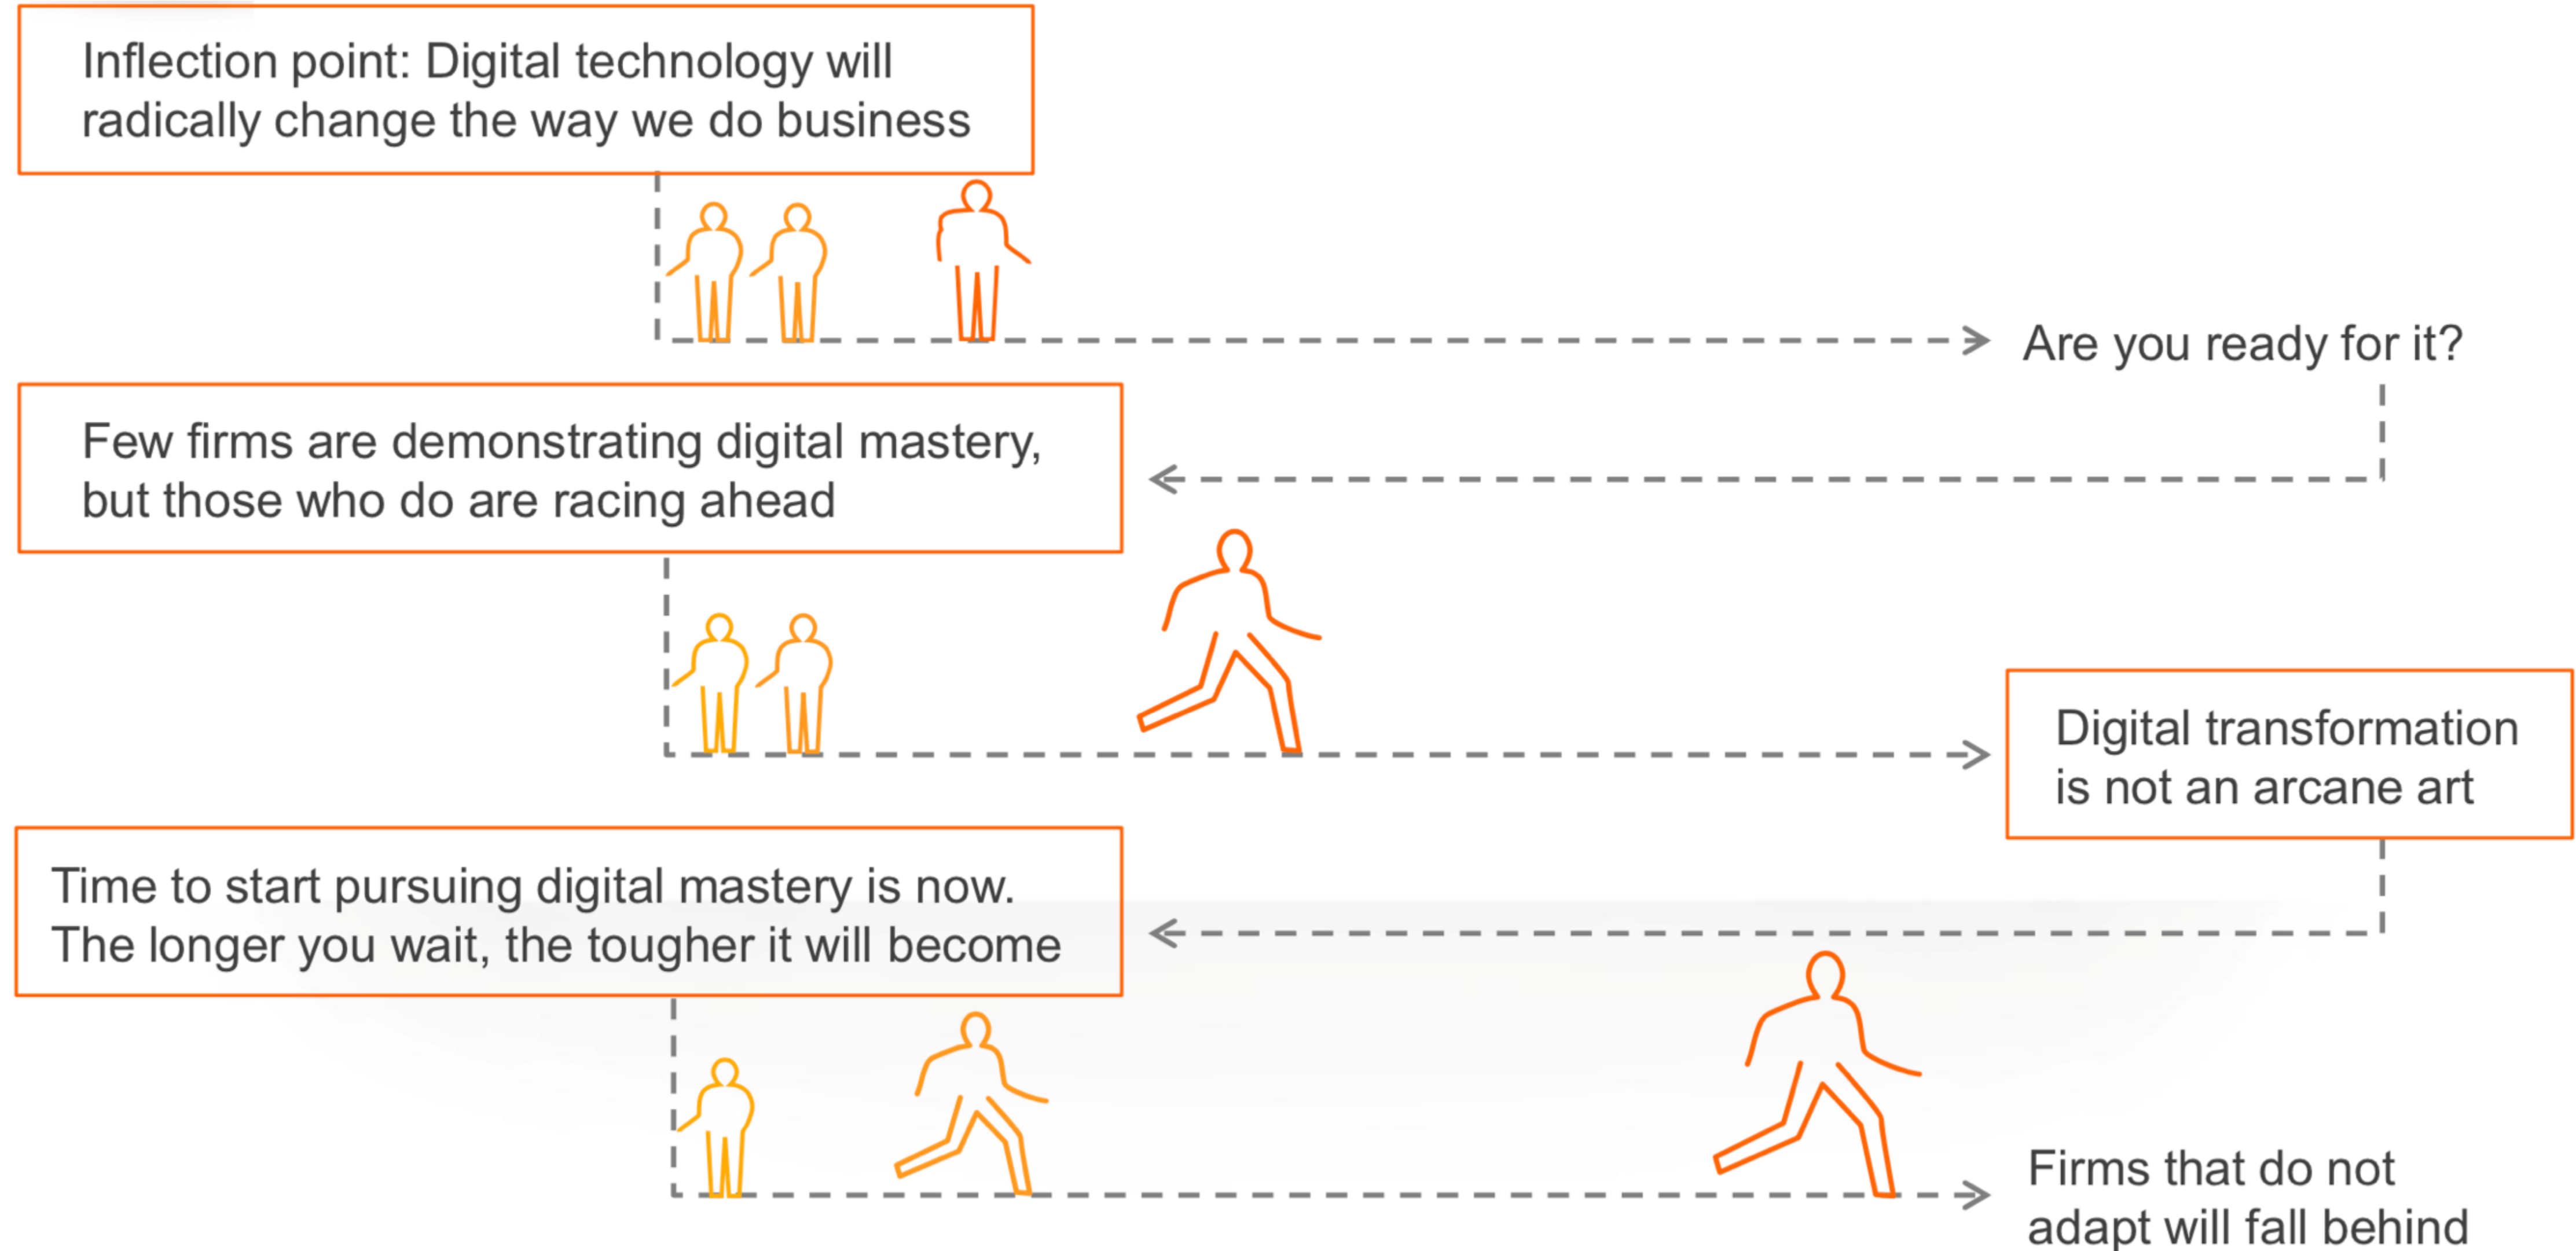 Inflection point: Digital technology will
radically change the way we do business
Are you ready for it?
Few firms are demonstrating digital mastery,
but those who do are racing ahead
Digital transformation
is not an arcane art
Time to start pursuing digital mastery is now.
The longer you wait, the tougher it will become
Firms that do not
adapt will fall behind